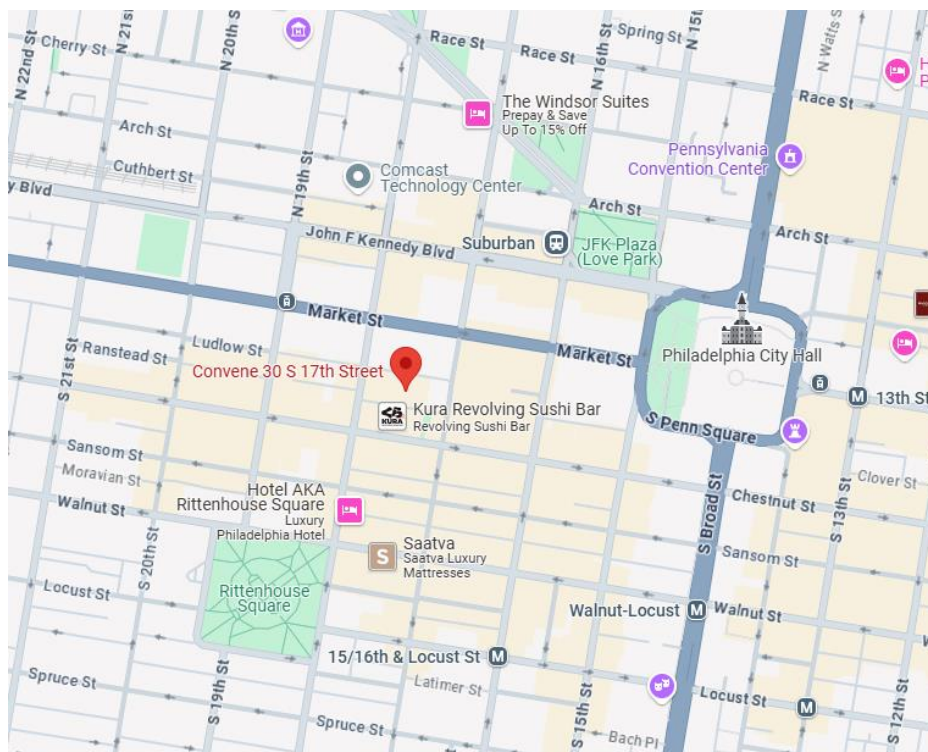 Cherry St
N 22nd St
N 21st St
N 20th St
Race St
Race St
Spring St
N 16th St
N 15th
N Watts S
H
P
Race St
The Windsor Suites
Prepay & Save
Up To 15% Off
Arch St
Cuthbert St
N 19th St
Comcast
Technology Center
Pennsylvania
Convention Center
y Blvd
Arch St
Arch St
John F Kennedy Blvd
Suburban
JFK Plaza
(Love Park)
Market St
Market St
Philadelphia City Hall
Ludlow St
Ranstead St
S 21st St
Convene 30 S 17th Street
Kura Revolving Sushi Bar
Revolving Sushi Bar
KURA
S Penn Square
M
13th St
Sansom St
Moravian St
Walnut St
Hotel AKA
Rittenhouse Square
Luxury
Philadelphia Hotel
Chestnut St
Clover St
S 13th St
S Broad St
Sansom St
S 20th St
S
Saatva
Saatva Luxury
Mattresses
Rittenhouse
Square
Locust St
Walnut-Locust
M
Walnut St
W
15/16th & Locust St
M
Latimer St
Spruce St
S 19th St
Spruce St
S 15th St
Locust St
M
S 12th St
Bach Pl